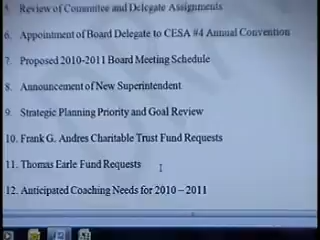 5. Review of Committee and Delegate Assignments
6. Appointment of Board Delegate to CESA #4 Annual Convention
7. Proposed 2010-2011 Board Meeting Schedule
8. Announcement of New Superintendent
9. Strategic Planning Priority and Goal Review
10. Frank G. Andres Charitable Trust Fund Requests
11. Thomas Earle Fund Requests
12. Anticipated Coaching Needs for 2010 – 2011